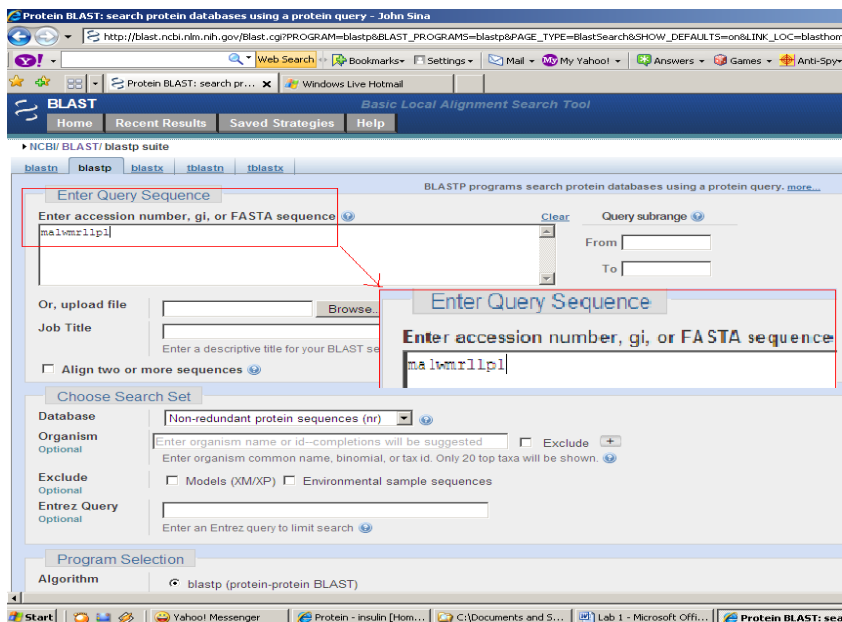 Protein BLAST: search protein databases using a protein query - John Sina
http://blast.ncbi.nlm.nih.gov/Blast.cgi?PROGRAM=blastp&BLAST_PROGRAMS=blastp&PAGE_TYPE=BlastSearch&SHOW_DEFAULTS=on&LINK_LOC=blasthom
Y! Web Search Bookmarks Settings Mail My Yahoo! Answers Games Anti-Spy
Protein BLAST: search pr... Windows Live Hotmail
BLAST Basic Local Alignment Search Tool
Home Recent Results Saved Strategies Help
NCBI/ BLAST/ blastp suite
blastn blastp blastx tblastn tblastx
Enter Query Sequence BLASTP programs search protein databases using a protein query. more...
Enter accession number, gi, or FASTA sequence Clear Query subrange
malwmrllpl
From
To
Or, upload file Browse..
Job Title
Enter a descriptive title for your BLAST se
Align two or more sequences
Enter Query Sequence
Enter accession number, gi, or FASTA sequence
malwmrllpl
Choose Search Set
Database Non-redundant protein sequences (nr)
Organism Enter organism name or id--completions will be suggested Exclude +
Optional
Enter organism common name, binomial, or tax id. Only 20 top taxa will be shown.
Exclude Models (XM/XP) Environmental sample sequences
Optional
Entrez Query
Optional
Enter an Entrez query to limit search
Program Selection
Algorithm blastp (protein-protein BLAST)
Start Yahoo! Messenger Protein - insulin [Hom... C:\Documents and S... Lab 1 - Microsoft Offi... Protein BLAST: sea